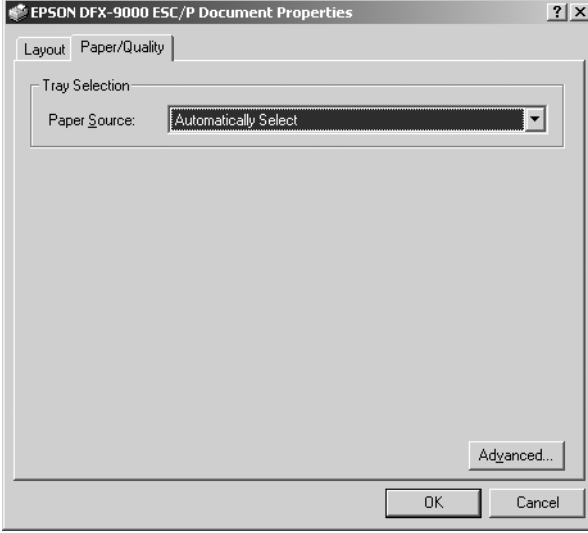 EPSON DFX-9000 ESC/P Document Properties ? X
Layout Paper/Quality
Tray Selection
Paper Source: Automatically Select
Advanced...
OK Cancel